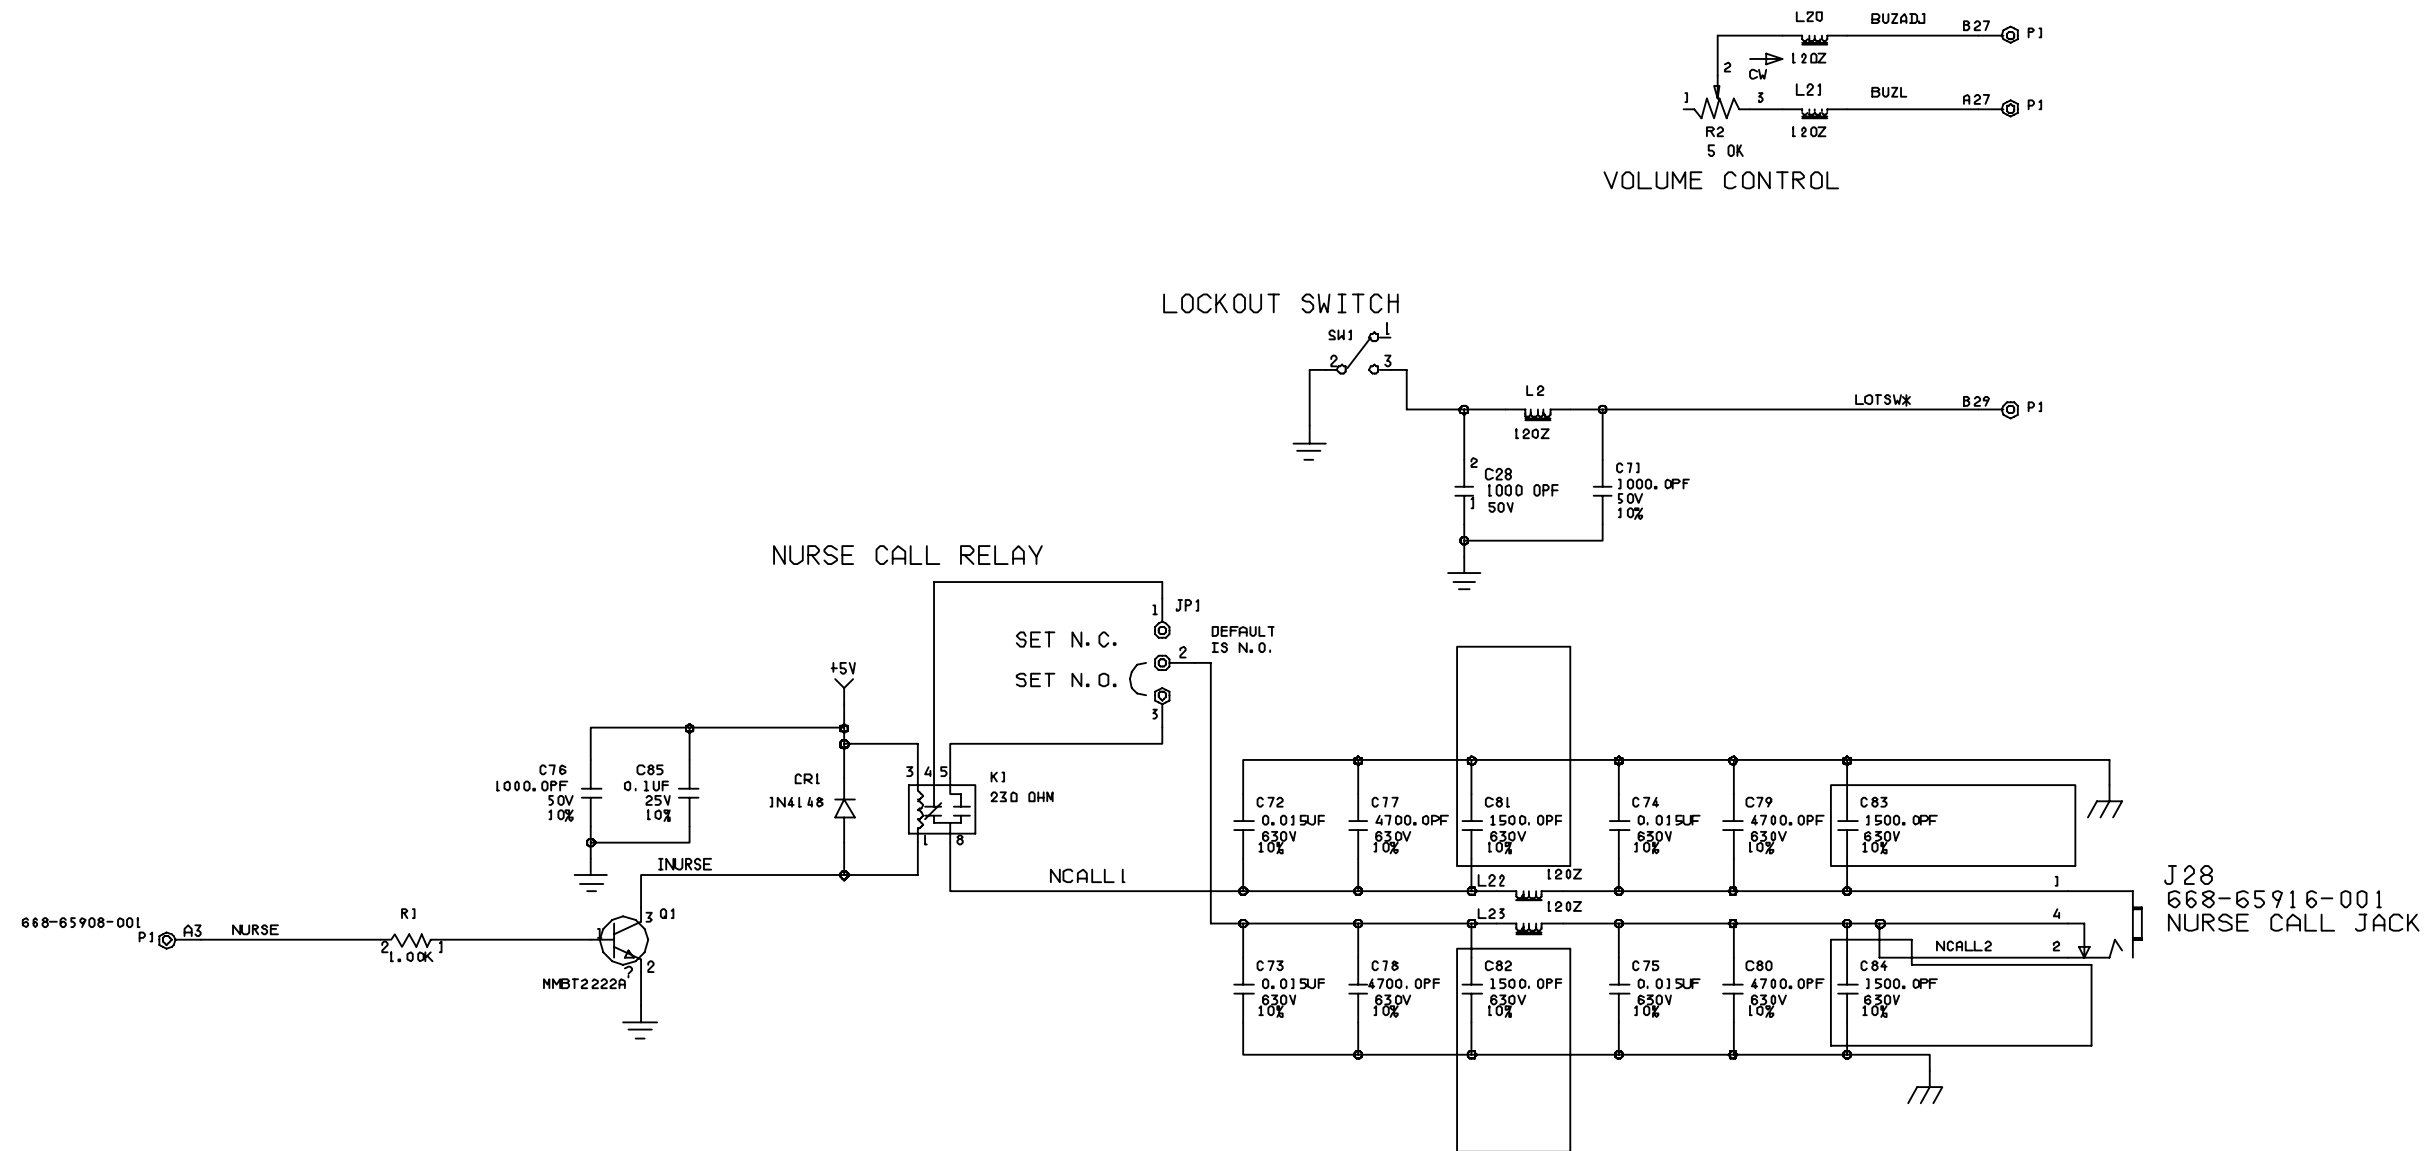 L20
BUZADJ
B27
P1
120Z
2
CW
L21
BUZL
A27
P1
1
3
R2
120Z
5 0K
VOLUME CONTROL
LOCKOUT SWITCH
SW1
1
2
3
L2
LOTSW*
B29
P1
120Z
2
C28
1000 0PF
1
50V
C71
1000.0PF
50V
10%
NURSE CALL RELAY
1
JP1
SET N.C.
DEFAULT
IS N.O.
2
SET N.O.
3
+5V
C76
1000.0PF
50V
10%
C85
0.1UF
25V
10%
CR1
1N4148
3
4
5
K1
230 OHM
1
8
C72
0.015UF
630V
10%
C77
4700.0PF
630V
10%
C81
1500.0PF
630V
10%
C74
0.015UF
630V
10%
C79
4700.0PF
630V
10%
C83
1500.0PF
630V
10%
INURSE
NCALL1
L22
120Z
1
J28
668-65916-001
NURSE CALL JACK
668-65908-001
P1
A3
NURSE
R1
2
1
1.00K
1
3
Q1
2
?
MMBT2222A
L23
120Z
4
NCALL2
2
C73
0.015UF
630V
10%
C78
4700.0PF
630V
10%
C82
1500.0PF
630V
10%
C75
0.015UF
630V
10%
C80
4700.0PF
630V
10%
C84
1500.0PF
630V
10%